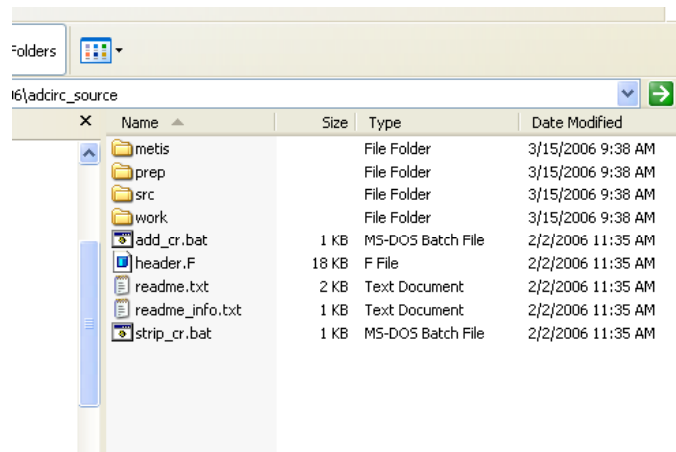 Folders
06\adcirc_source
Name Size Type Date Modified
metis File Folder 3/15/2006 9:38 AM
prep File Folder 3/15/2006 9:38 AM
src File Folder 3/15/2006 9:38 AM
work File Folder 3/15/2006 9:38 AM
add_cr.bat 1 KB MS-DOS Batch File 2/2/2006 11:35 AM
header.F 18 KB F File 2/2/2006 11:35 AM
readme.txt 2 KB Text Document 2/2/2006 11:35 AM
readme_info.txt 1 KB Text Document 2/2/2006 11:35 AM
strip_cr.bat 1 KB MS-DOS Batch File 2/2/2006 11:35 AM